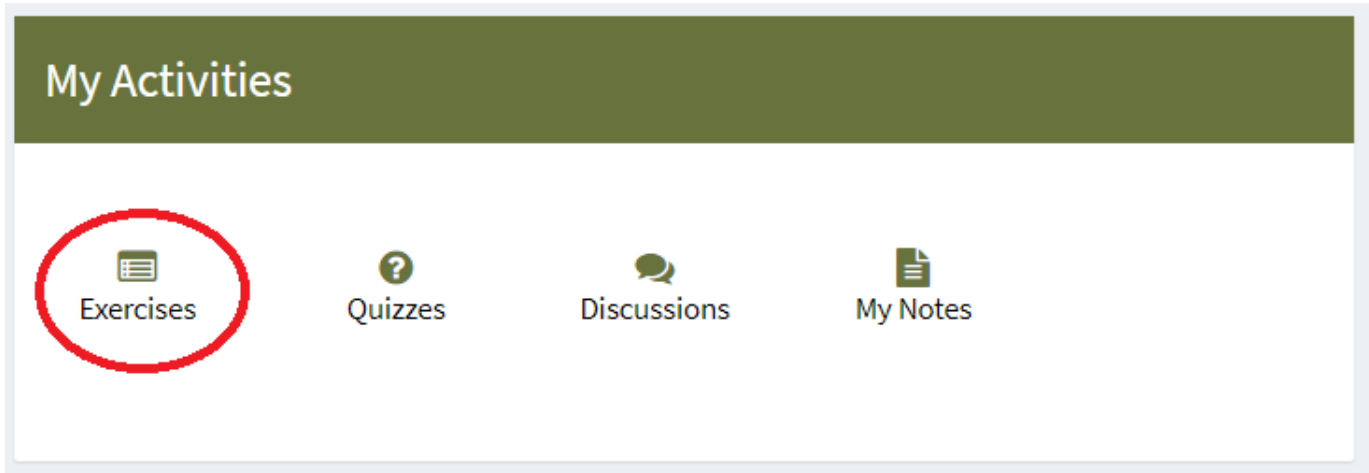 My Activities
Exercises
Quizzes
Discussions
My Notes